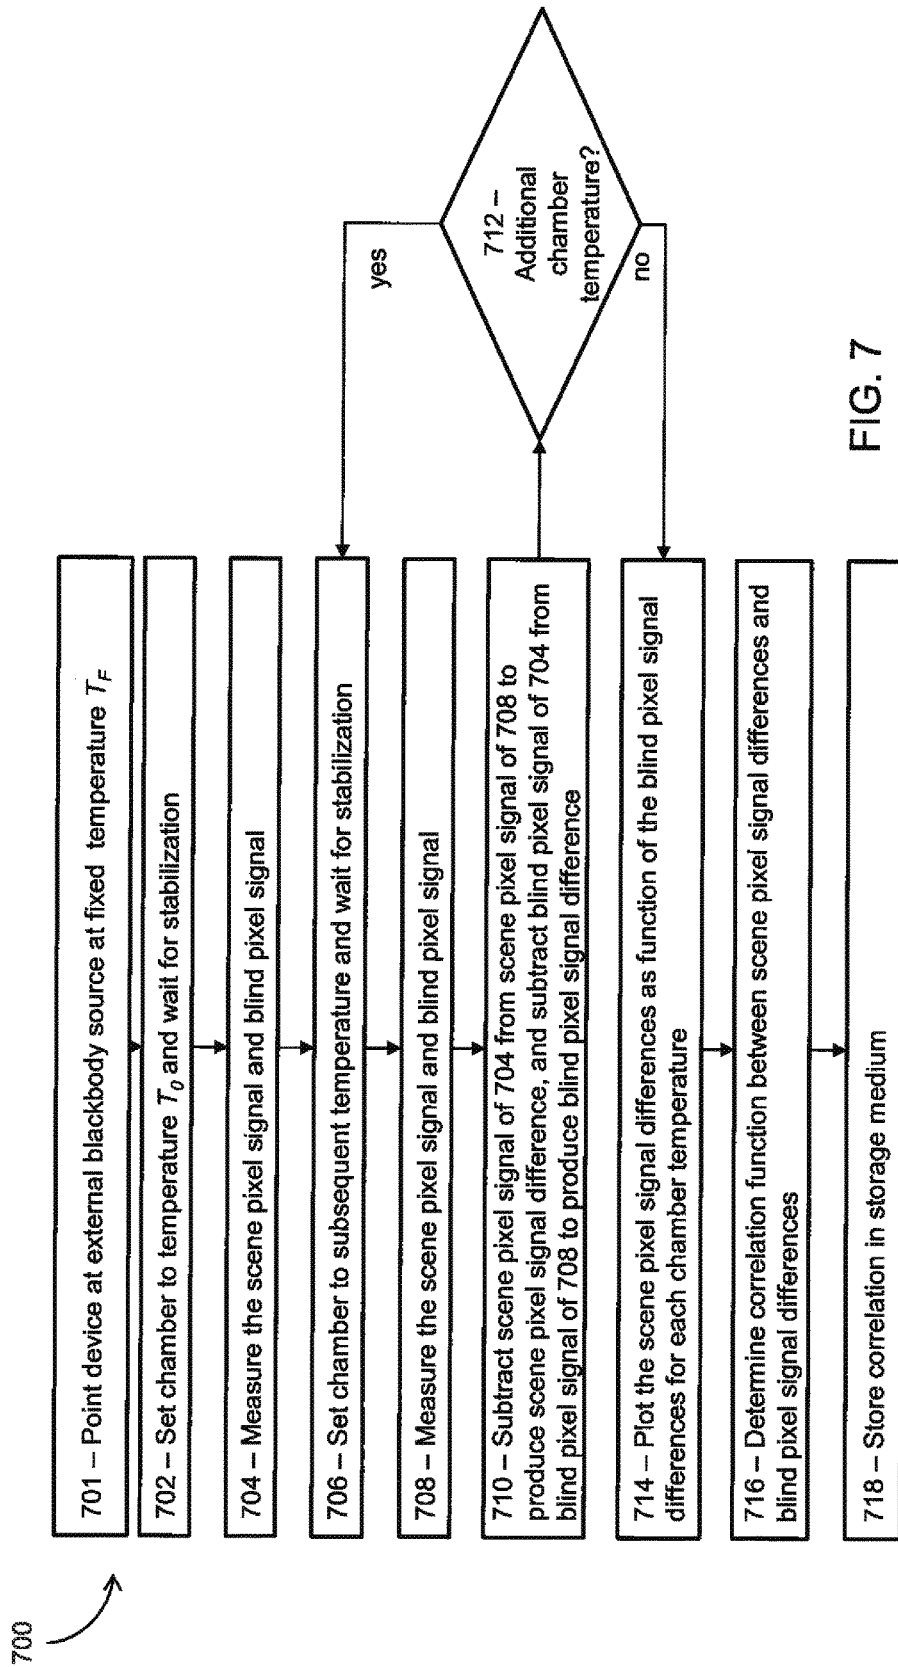 700
701 – Point device at external blackbody source at fixed temperature T_F
702 – Set chamber to temperature T_0 and wait for stabilization
704 – Measure the scene pixel signal and blind pixel signal
706 – Set chamber to subsequent temperature and wait for stabilization
708 – Measure the scene pixel signal and blind pixel signal
710 – Subtract scene pixel signal of 704 from scene pixel signal of 708 to
produce scene pixel signal difference, and subtract blind pixel signal of 704 from
blind pixel signal of 708 to produce blind pixel signal difference
712 –
Additional
chamber
temperature?
yes
no
714 – Plot the scene pixel signal differences as function of the blind pixel signal
differences for each chamber temperature
716 – Determine correlation function between scene pixel signal differences and
blind pixel signal differences
718 – Store correlation in storage medium
FIG. 7